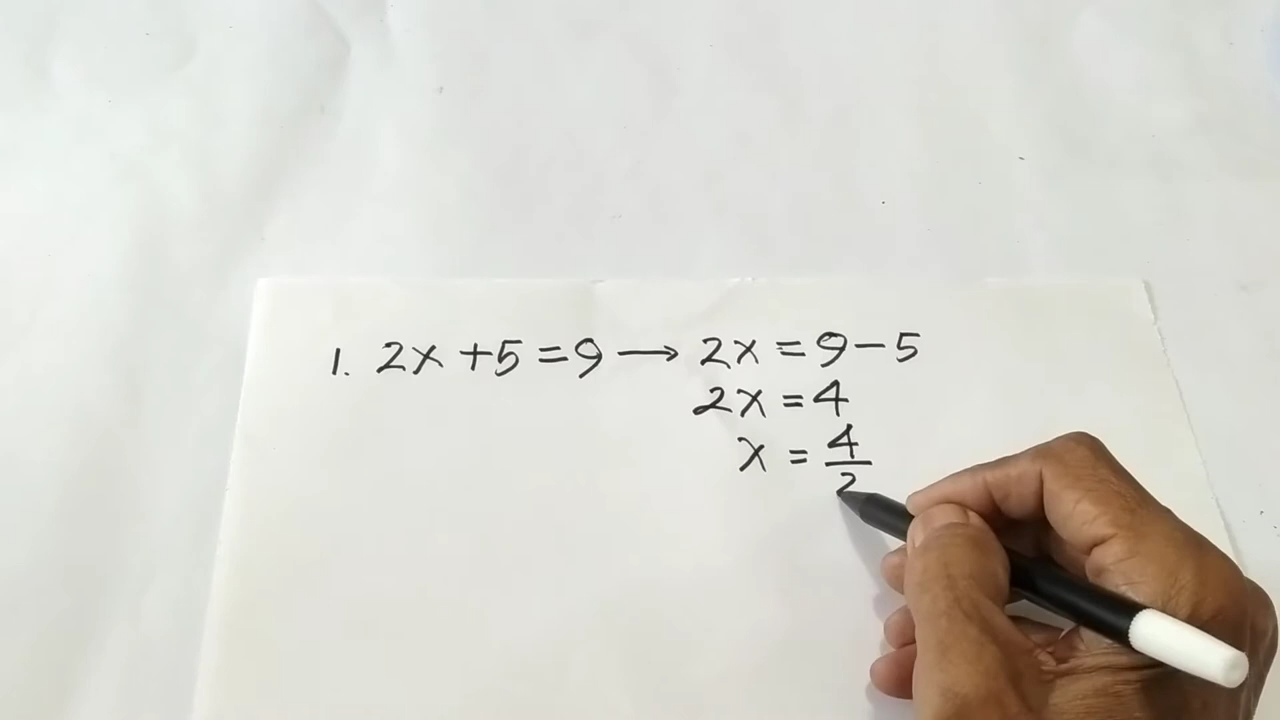 1. 2x + 5 = 9 → 2x = 9 - 5
2x = 4
x = 4/2